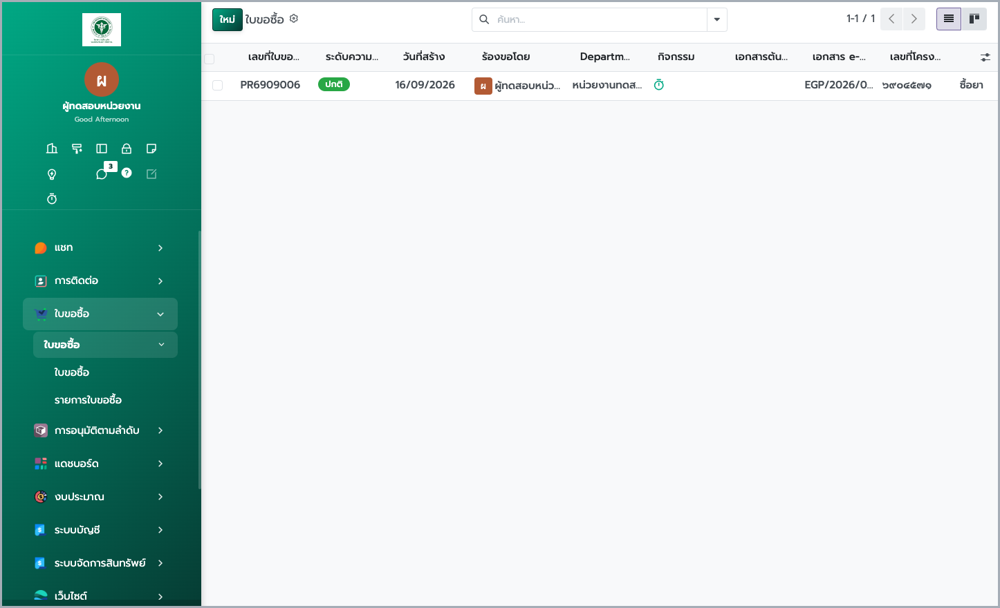 ผ
ผู้ทดสอบหน่วยงาน
Good Afternoon
3
?
แชท
การติดต่อ
ใบขอซื้อ
ใบขอซื้อ
ใบขอซื้อ
รายการใบขอซื้อ
การอนุมัติตามลำดับ
แดชบอร์ด
งบประมาณ
ระบบบัญชี
ระบบจัดการสินทรัพย์
เว็บไซต์
ใหม่ ใบขอซื้อ ค้นหา... 1-1 / 1
เลขที่ใบขอ... ระดับความ... วันที่สร้าง ร้องขอโดย Departm... กิจกรรม เอกสารต้น... เอกสาร e-... เลขที่โครง...
PR6909006 ปกติ 16/09/2026 ผ ผู้ทดสอบหน่ว... หน่วยงานทดส... EGP/2026/0... ๖๙๐๔๕๗๑ ซื้อยา